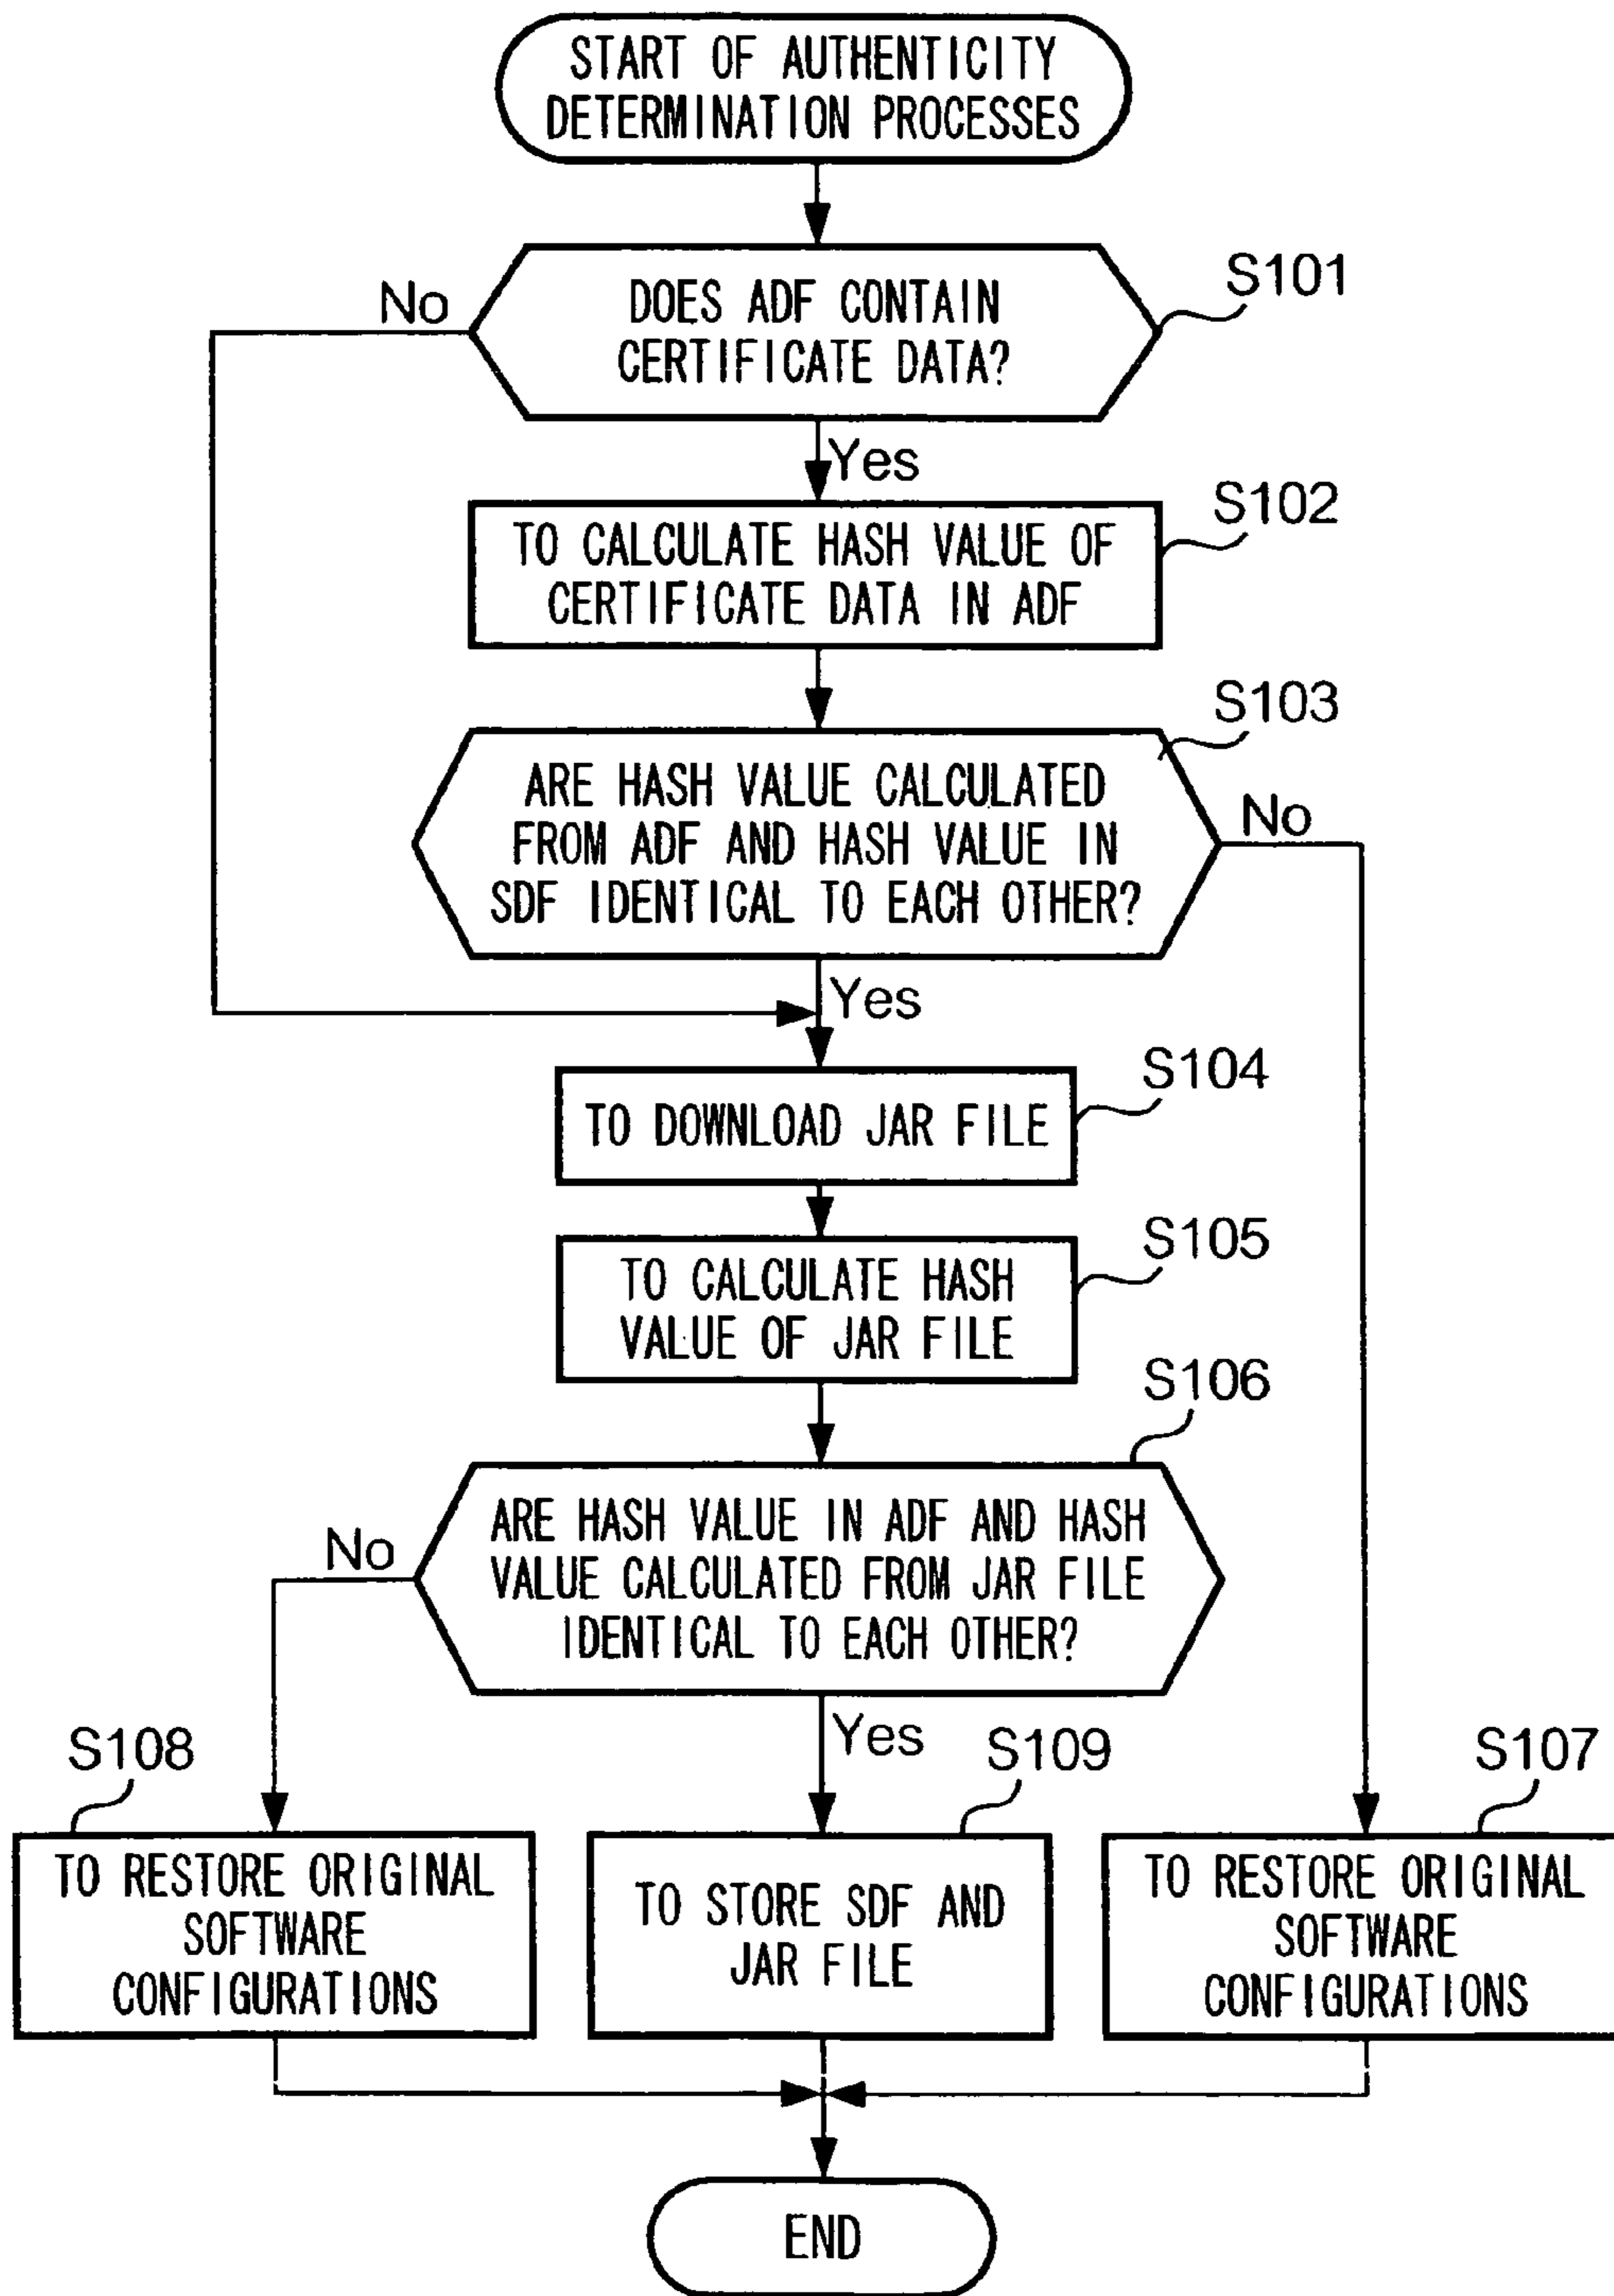 START OF AUTHENTICITY
DETERMINATION PROCESSES
S101
No
DOES ADF CONTAIN
CERTIFICATE DATA?
Yes
S102
TO CALCULATE HASH VALUE OF
CERTIFICATE DATA IN ADF
S103
ARE HASH VALUE CALCULATED
FROM ADF AND HASH VALUE IN
SDF IDENTICAL TO EACH OTHER?
No
Yes
S104
TO DOWNLOAD JAR FILE
S105
TO CALCULATE HASH
VALUE OF JAR FILE
S106
ARE HASH VALUE IN ADF AND HASH
VALUE CALCULATED FROM JAR FILE
IDENTICAL TO EACH OTHER?
No
Yes
S108
S109
S107
TO RESTORE ORIGINAL
SOFTWARE
CONFIGURATIONS
TO STORE SDF AND
JAR FILE
TO RESTORE ORIGINAL
SOFTWARE
CONFIGURATIONS
END